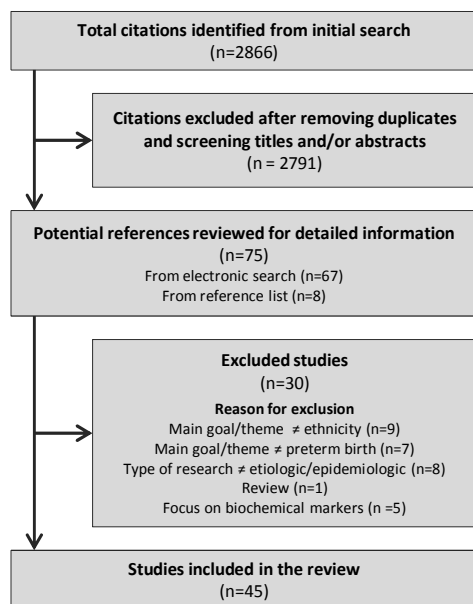 Total citations identified from initial search
(n=2866)
Citations excluded after removing duplicates
and screening titles and/or abstracts
(n = 2791)
Potential references reviewed for detailed information
(n=75)
From electronic search (n=67)
From reference list (n=8)
Excluded studies
(n=30)
Reason for exclusion
Main goal/theme ≠ ethnicity (n=9)
Main goal/theme ≠ preterm birth (n=7)
Type of research ≠ etiologic/epidemiologic (n=8)
Review (n=1)
Focus on biochemical markers (n =5)
Studies included in the review
(n=45)